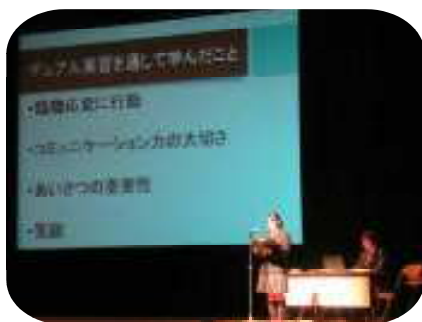 デュアル実習を通して学んだこと
・臨機応変に行動
・コミュニケーション力の大切さ
・あいさつの重要性
・笑顔